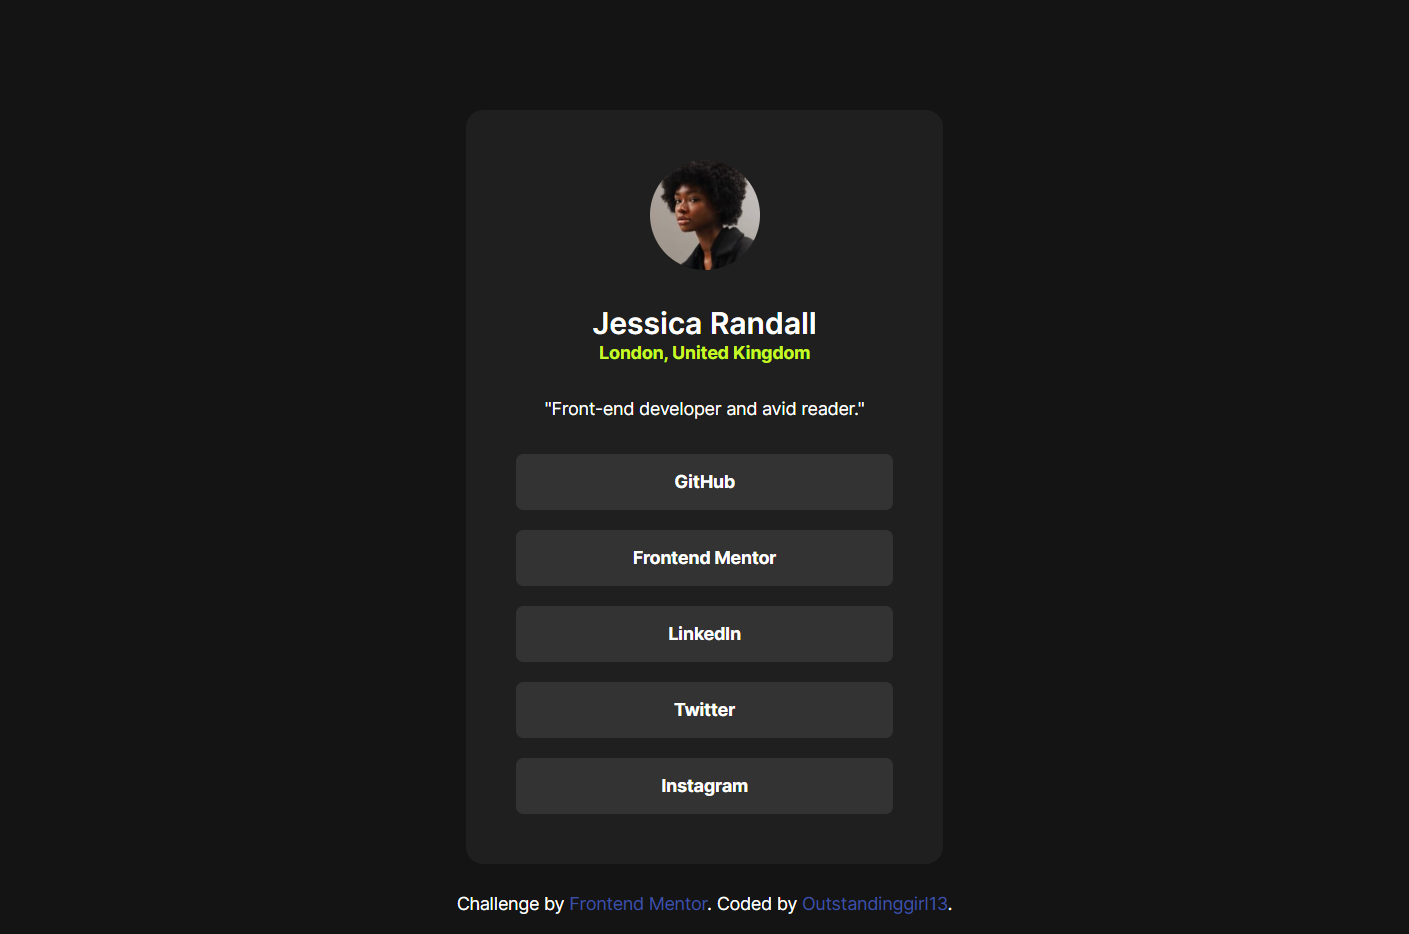 Jessica Randall
London, United Kingdom
"Front-end developer and avid reader."
GitHub
Frontend Mentor
LinkedIn
Twitter
Instagram
Challenge by Frontend Mentor. Coded by Outstandinggirl13.